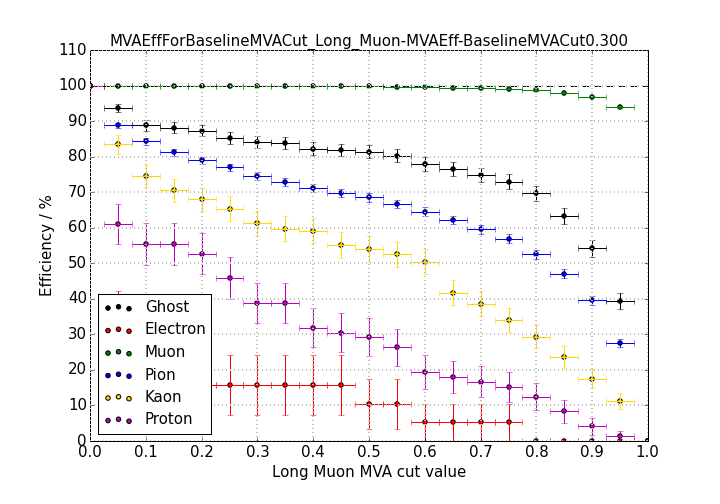 MVAEffForBaselineMVACut_Long_Muon-MVAEff-BaselineMVACut0.300
110
100
90
80
70
60
50
40
30
20
10
0
Efficiency / %
Ghost
Electron
Muon
Pion
Kaon
Proton
0.0 0.1 0.2 0.3 0.4 0.5 0.6 0.7 0.8 0.9 1.0
Long Muon MVA cut value